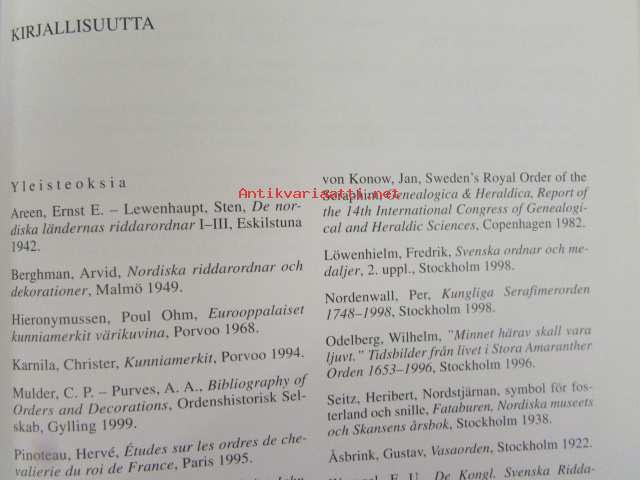 KIRJALLISUUTTA
Yleisteoksia
Areen, Ernst E. – Lewenhaupt, Sten, De nor-
diska ländernas riddarordnar I–III, Eskilstuna
1942.
Berghman, Arvid, Nordiska riddarordnar och
dekorationer, Malmö 1949.
Hieronymussen, Poul Ohm, Eurooppalaiset
kunniamerkit värikuvina, Porvoo 1968.
Karnila, Christer, Kunniamerkit, Porvoo 1994.
Mulder, C. P. – Purves, A. A., Bibliography of
Orders and Decorations, Ordenshistorisk Sel-
skab, Gylling 1999.
Pinoteau, Hervé, Études sur les ordres de che-
valierie du roi de France, Paris 1995.
von Konow, Jan, Sweden's Royal Order of the
Seraphim, Genealogica & Heraldica, Report of
the 14th International Congress of Genealogi-
cal and Heraldic Sciences, Copenhagen 1982.
Löwenhielm, Fredrik, Svenska ordnar och me-
daljer, 2. uppl., Stockholm 1998.
Nordenwall, Per, Kungliga Serafimerorden
1748–1998, Stockholm 1998.
Odelberg, Wilhelm, "Minnet härav skall vara
ljuvt." Tidsbilder från livet i Stora Amaranther
Orden 1653–1996, Stockholm 1996.
Seitz, Heribert, Nordstjärnan, symbol för fos-
terland och snille, Fataburen, Nordiska museets
och Skansens årsbok, Stockholm 1938.
Åsbrink, Gustav, Vasaorden, Stockholm 1922.
E. U., De Kongl. Svenska Ridda-
Antikvariaatti.net